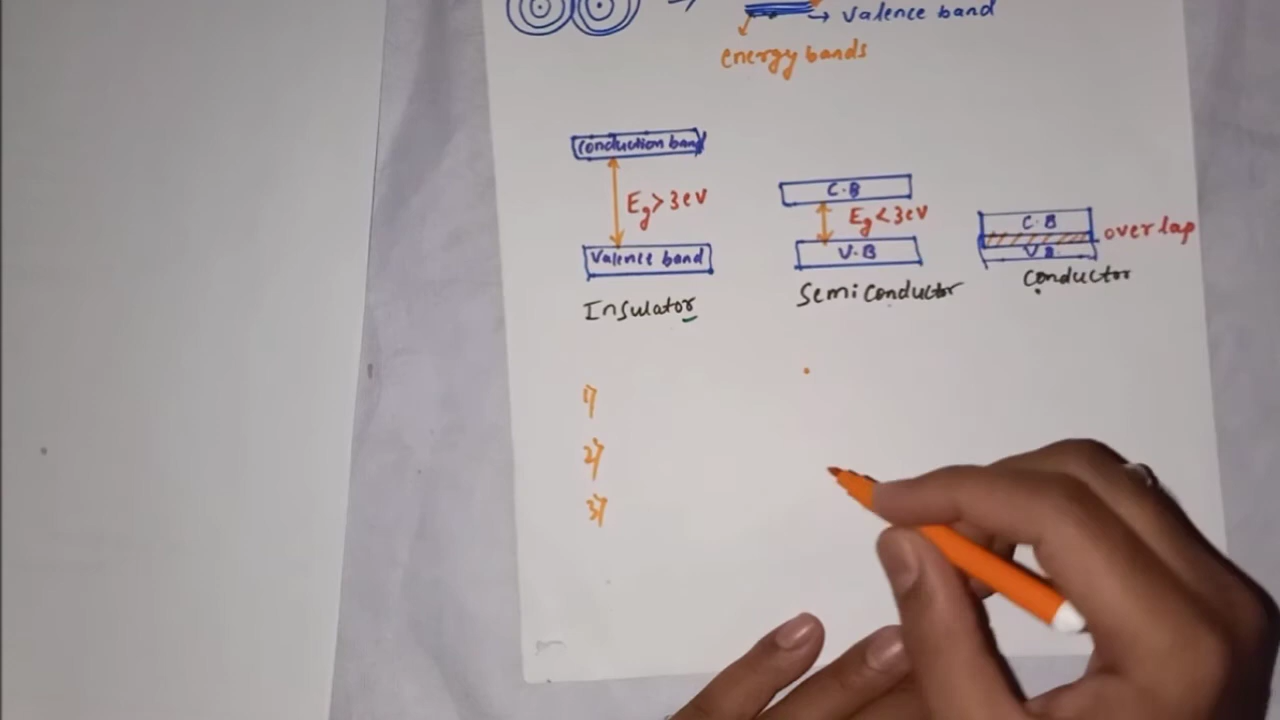 → valence band
energy bands
Conduction band
Eg > 3eV
Valence band
Insulator
C.B
Eg < 3eV
V.B
Semiconductor
C.B
overlap
V.B
Conductor
1)
2)
3)